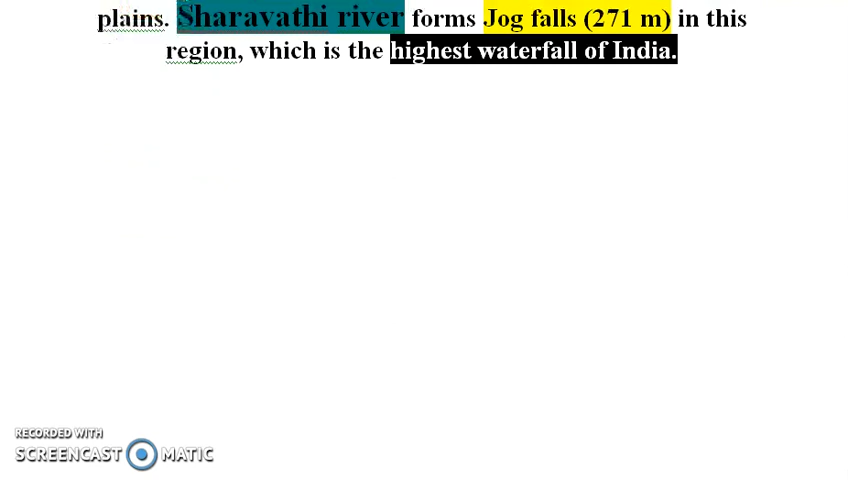 plains. Sharavathi river forms Jog falls (271 m) in this
region, which is the highest waterfall of India.
RECORDED WITH
SCREENCAST MATIC